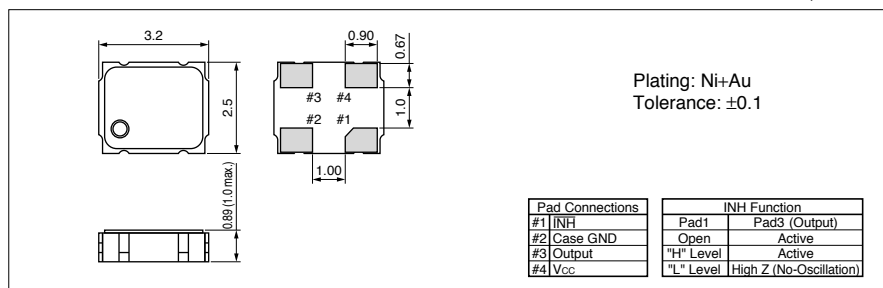 3.2
0.90
0.67
2.5
#3 #4
#2 #1
1.0
1.00
0.89 (1.0 max.)
Plating: Ni+Au
Tolerance: ±0.1
Pad Connections
#1 INH
#2 Case GND
#3 Output
#4 Vcc
INH Function
Pad1 Pad3 (Output)
Open Active
"H" Level Active
"L" Level High Z (No-Oscillation)